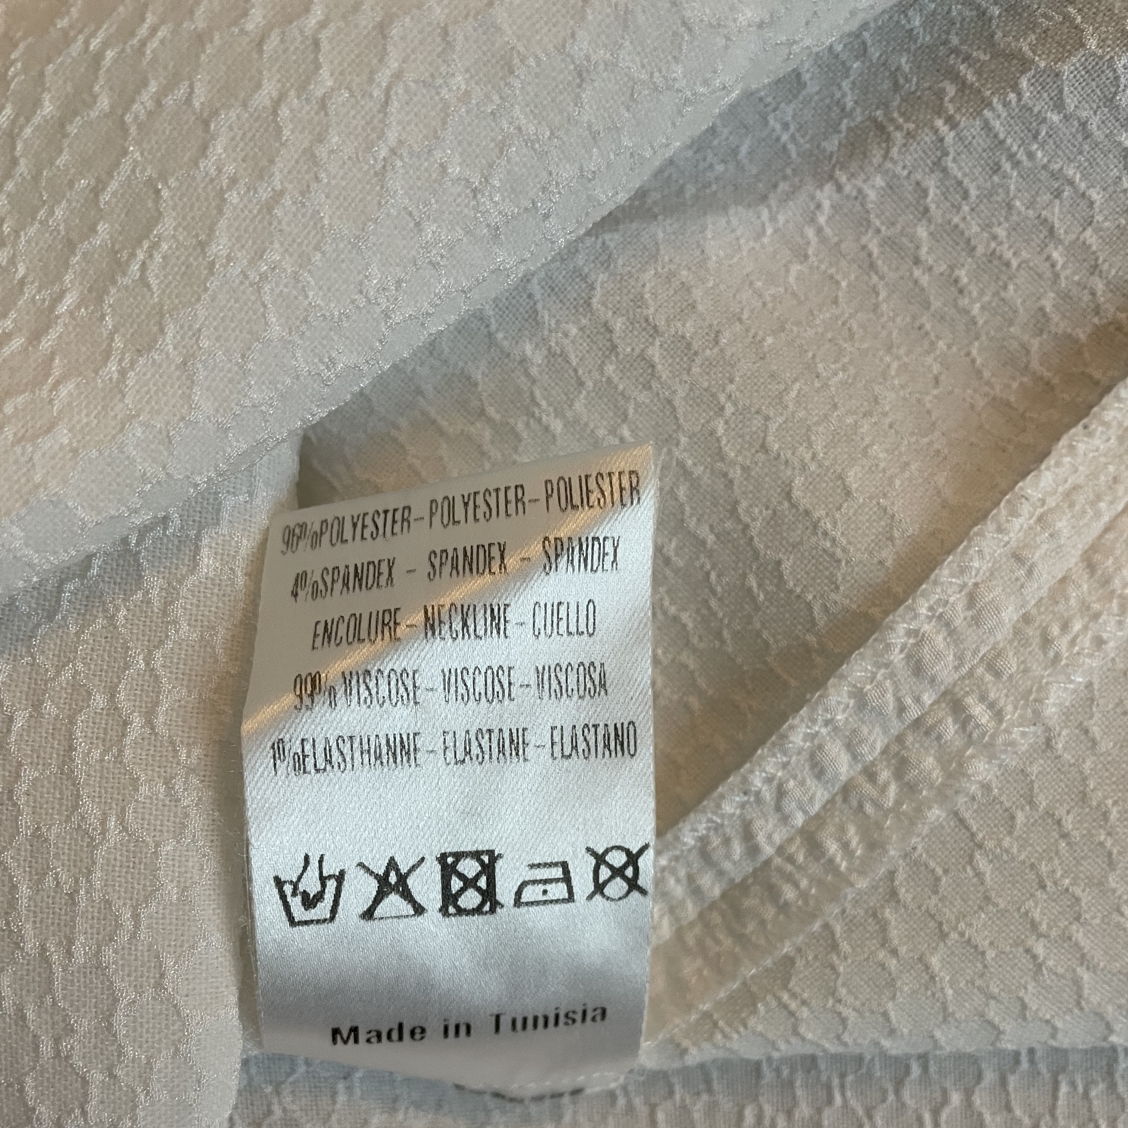 96%POLYESTER-POLYESTER-POLIESTER
4%SPANDEX - SPANDEX - SPANDEX
ENCOLURE-NECKLINE-CUELLO
99% VISCOSE-VISCOSE-VISCOSA
1%ELASTHANNE-ELASTANE-ELASTANO
Made in Tunisia